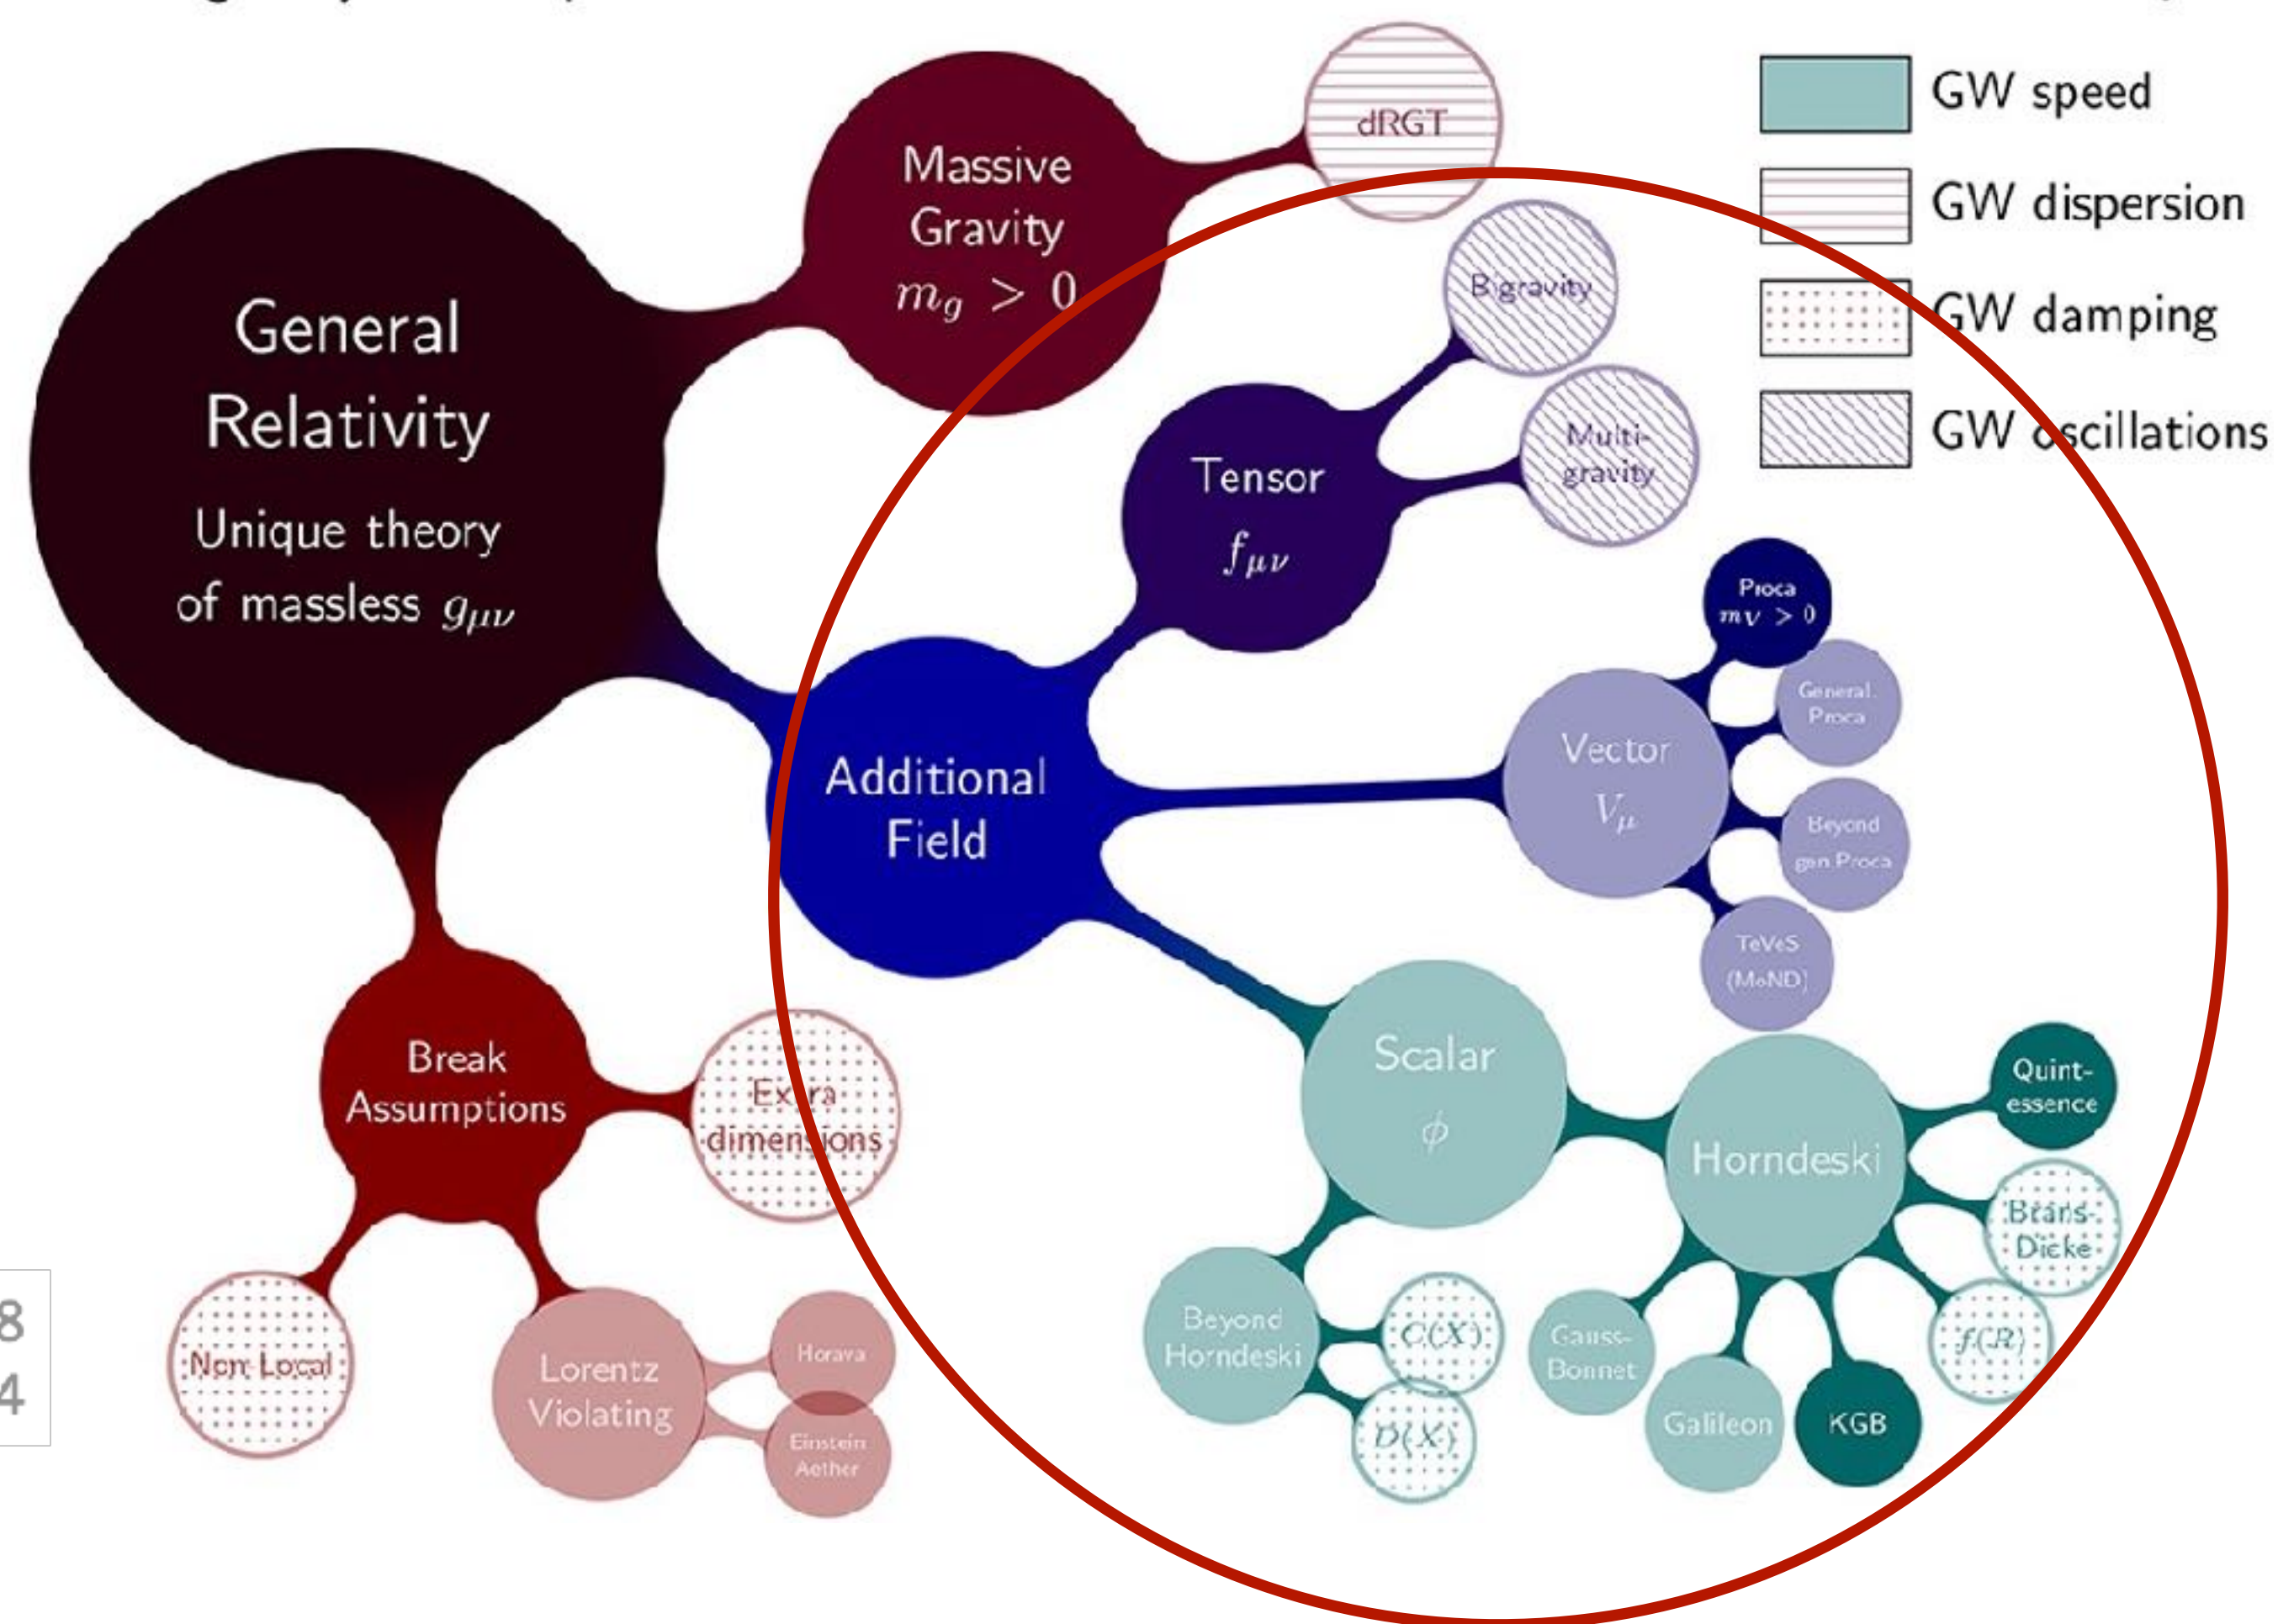 General
Relativity
Unique theory
of massless gμν
Massive
Gravity
m_g > 0
dRGT
GW speed
GW dispersion
GW damping
GW oscillations
Bigravity
Multi-
gravity
Tensor
fμν
Additional
Field
Proca
mV > 0
General.
Proca
Vector
Vμ
Beyond
gen.Proca
TeVeS
(MoND)
Scalar
ϕ
Horndeski
Quint-
essence
Brans-
Dicke
f(R)
KGB
Galileon
Gauss-
Bonnet
Beyond
Horndeski
C(X)
D(X)
Break
Assumptions
Extra
dimensions
Non-Local
Lorentz
Violating
Horava
Einstein
Aether
8
4